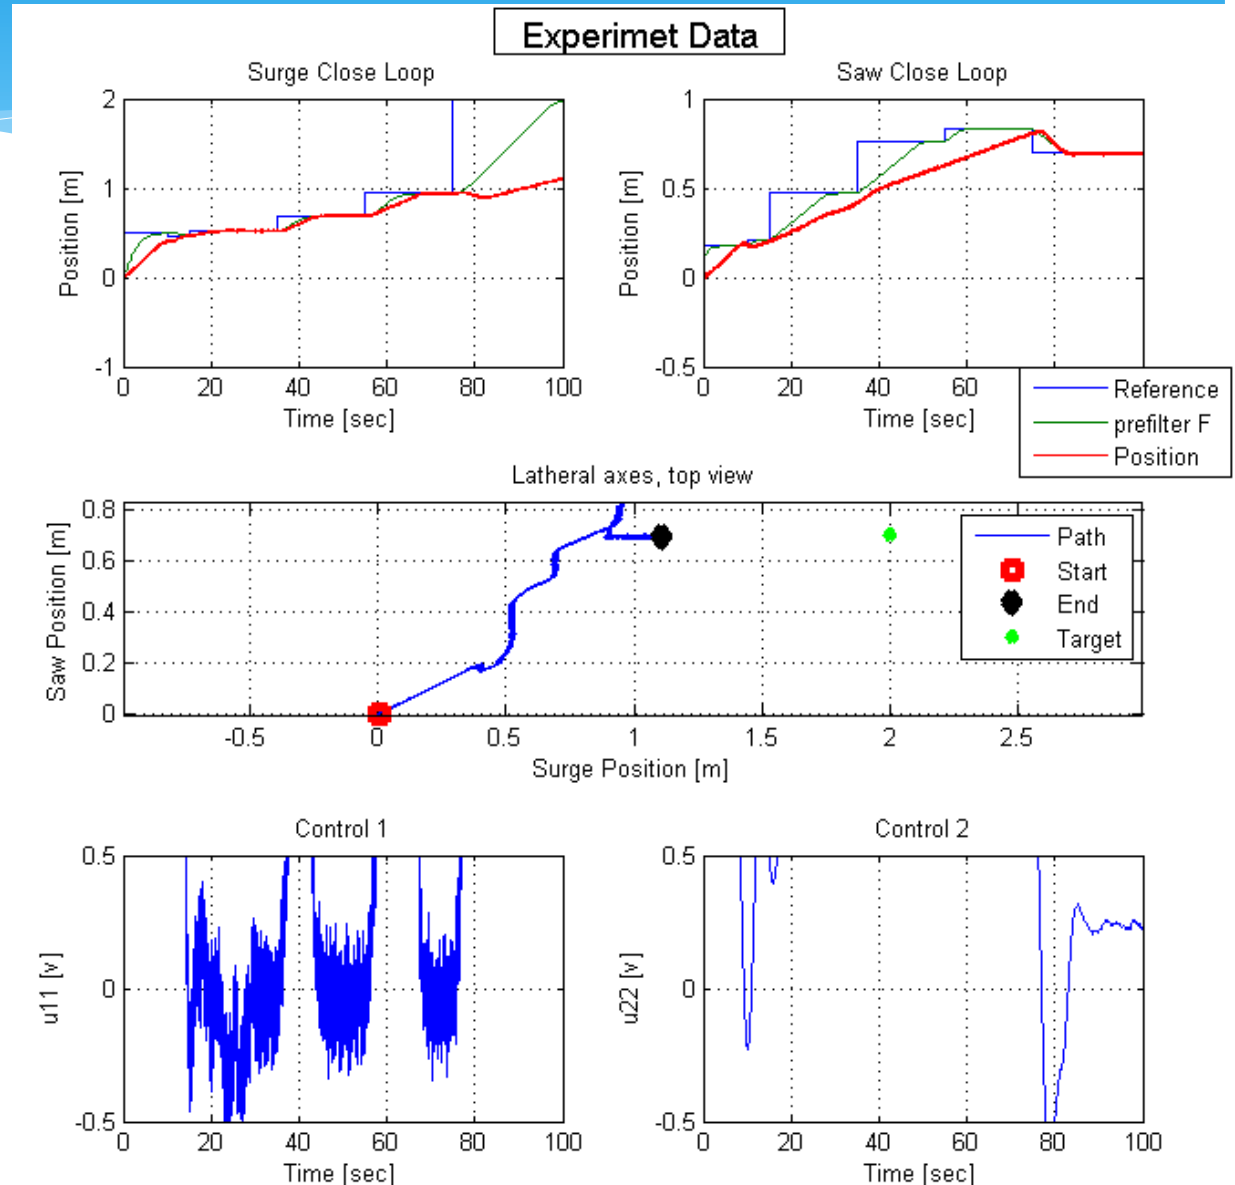 Experimet Data
Surge Close Loop
Saw Close Loop
2
1
0
-1
Position [m]
0 20 40 60 80 100
Time [sec]
1
0.5
0
-0.5
Position [m]
0 20 40 60
Time [sec]
Reference
prefilter F
Position
Latheral axes, top view
0.8
0.6
0.4
0.2
0
Saw Position [m]
-0.5 0 0.5 1 1.5 2 2.5
Surge Position [m]
Path
Start
End
Target
Control 1
Control 2
0.5
0
-0.5
u11 [v]
0 20 40 60 80 100
Time [sec]
0.5
0
-0.5
u22 [v]
0 20 40 60 80 100
Time [sec]